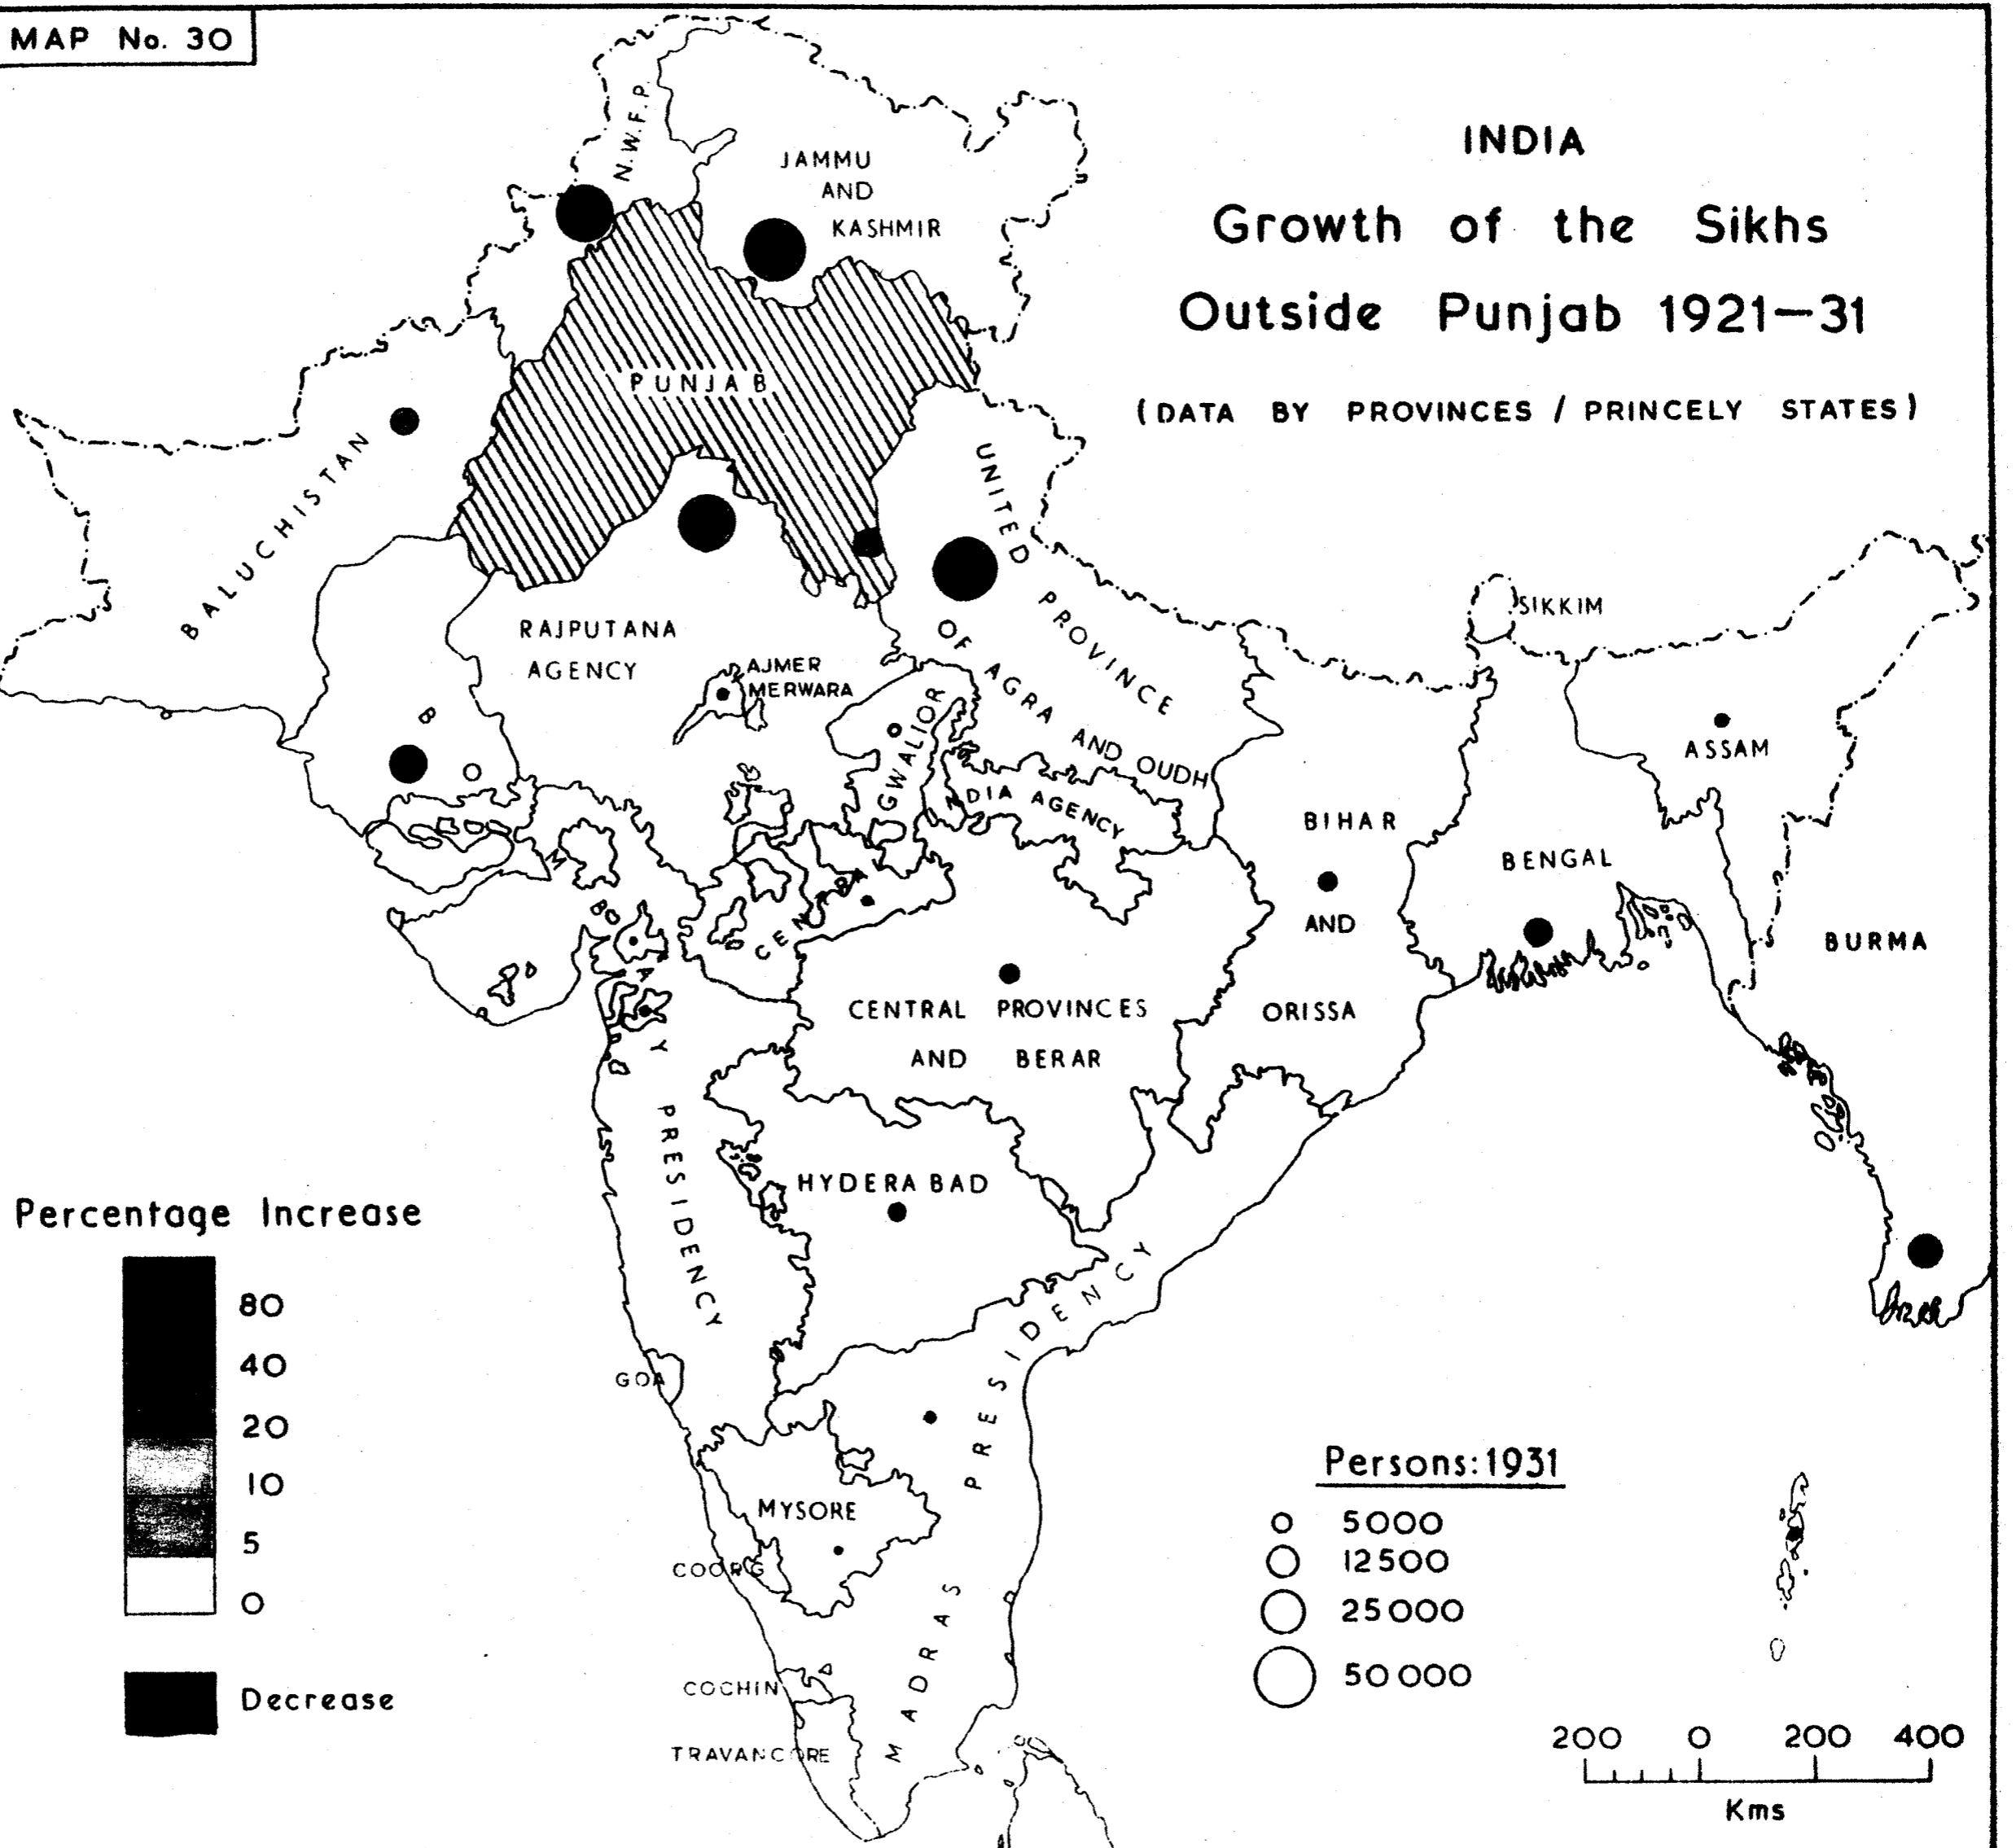 MAP No. 30
INDIA
Growth of the Sikhs
Outside Punjab 1921—31
(DATA BY PROVINCES / PRINCELY STATES)
N.W.F.P.
JAMMU
AND
KASHMIR
PUNJAB
BALUCHISTAN
UNITED PROVINCE
OF AGRA AND OUDH
RAJPUTANA
AGENCY
AJMER
MERWARA
SIKKIM
ASSAM
GWALIOR
CENTRAL INDIA AGENCY
BIHAR
AND
ORISSA
BENGAL
BURMA
BOMBAY PRESIDENCY
CENTRAL PROVINCES
AND BERAR
HYDERABAD
GOA
MYSORE
COORG
COCHIN
TRAVANCORE
MADRAS PRESIDENCY
Percentage Increase
80
40
20
10
5
0
Decrease
Persons:1931
5000
12500
25000
50000
200 0 200 400
Kms